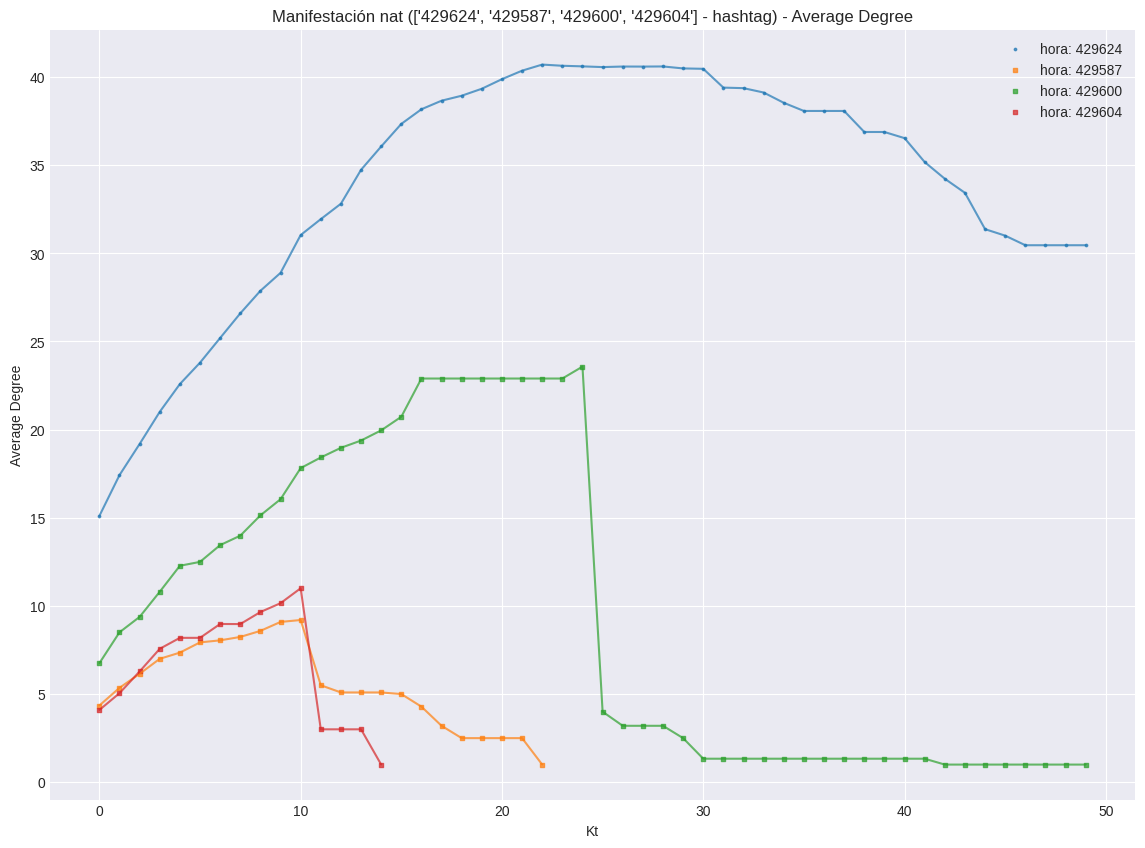 Manifestación nat (['429624', '429587', '429600', '429604'] - hashtag) - Average Degree
hora: 429624
hora: 429587
hora: 429600
hora: 429604
Average Degree
40
35
30
25
20
15
10
5
0
0 10 20 30 40 50
Kt